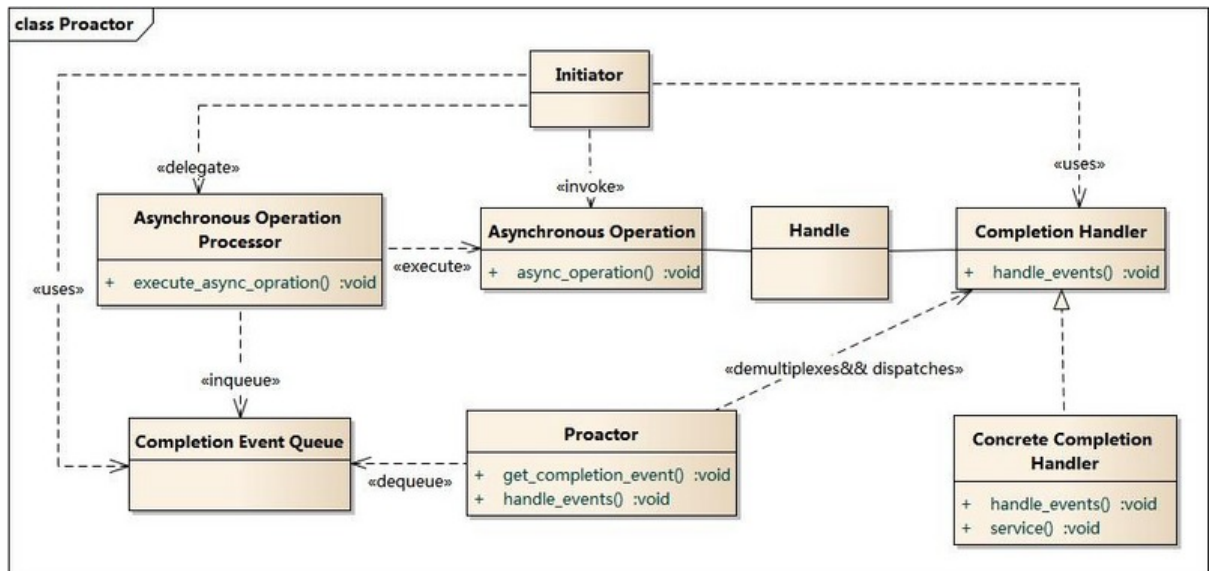 class Proactor
Initiator
«delegate»
«invoke»
«uses»
Asynchronous Operation
Processor
+ execute_async_opration() :void
«execute»
Asynchronous Operation
+ async_operation() :void
Handle
Completion Handler
+ handle_events() :void
«uses»
«inqueue»
«demultiplexes&& dispatches»
Completion Event Queue
«dequeue»
Proactor
+ get_completion_event() :void
+ handle_events() :void
Concrete Completion
Handler
+ handle_events() :void
+ service() :void